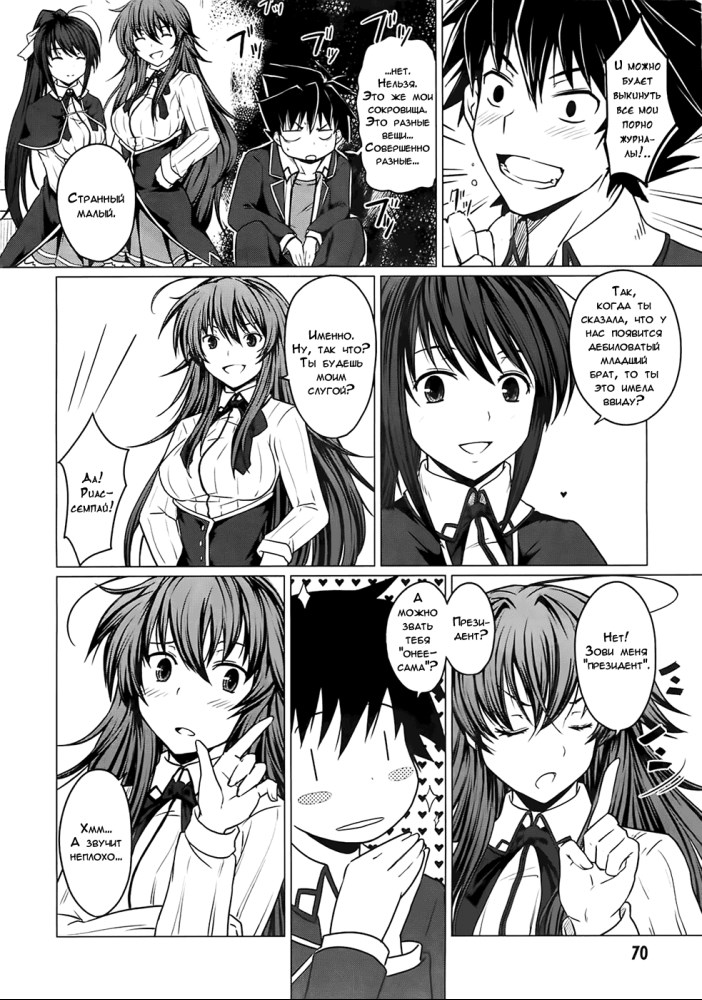 И можно
будет
выкинуть
все мои
порно
журна-
лы!..
...нет.
Нельзя.
Это же мои
сокровища.
Это разные
вещи...
Совершенно
разные...
Странный
малый.
Так,
когда ты
сказала, что у
нас появится
дебиловатый
младший
брат, то ты
это имела
ввиду?
Именно.
Ну, так что?
Ты будешь
моим
слугой?
Да!
Риас-
семпай!
Нет!
Зови меня
"президент".
Прези-
дент?
А
можно
звать
тебя
"онее-
сама"?
Хмм...
А звучит
неплохо...
70